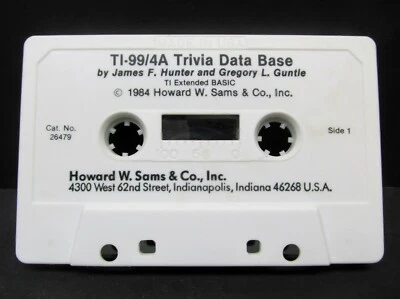 TI-99/4A Trivia Data Base
by James F. Hunter and Gregory L. Guntle
TI Extended BASIC
© 1984 Howard W. Sams & Co., Inc.
Cat. No.
26479
Side 1
Howard W. Sams & Co., Inc.
4300 West 62nd Street, Indianapolis, Indiana 46268 U.S.A.